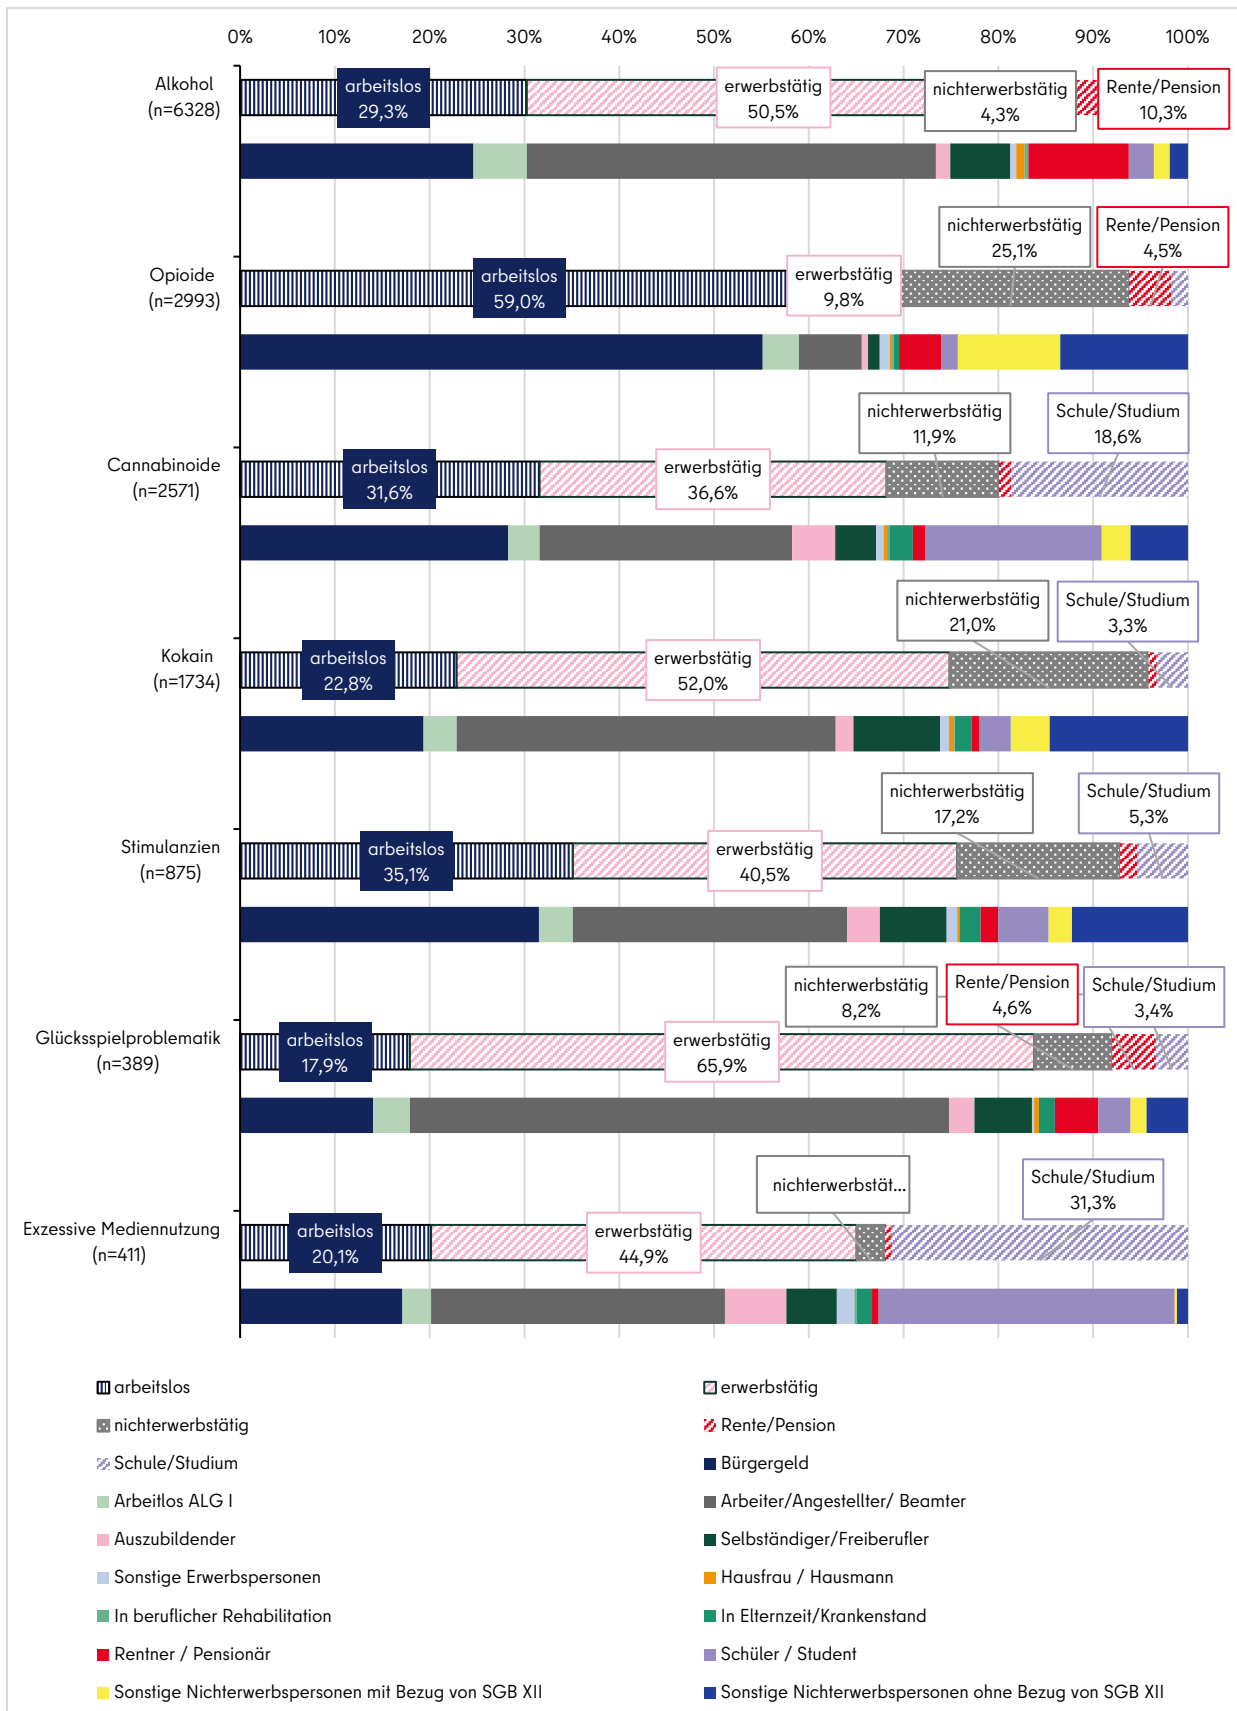 0% 10% 20% 30% 40% 50% 60% 70% 80% 90% 100%
Alkohol
(n=6328)
arbeitslos
29,3%
erwerbstätig
50,5%
nichterwerbstätig
4,3%
Rente/Pension
10,3%
Opioide
(n=2993)
arbeitslos
59,0%
erwerbstätig
9,8%
nichterwerbstätig
25,1%
Rente/Pension
4,5%
Cannabinoide
(n=2571)
arbeitslos
31,6%
erwerbstätig
36,6%
nichterwerbstätig
11,9%
Schule/Studium
18,6%
Kokain
(n=1734)
arbeitslos
22,8%
erwerbstätig
52,0%
nichterwerbstätig
21,0%
Schule/Studium
3,3%
Stimulanzien
(n=875)
arbeitslos
35,1%
erwerbstätig
40,5%
nichterwerbstätig
17,2%
Schule/Studium
5,3%
Glücksspielproblematik
(n=389)
arbeitslos
17,9%
erwerbstätig
65,9%
nichterwerbstätig
8,2%
Rente/Pension
4,6%
Schule/Studium
3,4%
Exzessive Mediennutzung
(n=411)
arbeitslos
20,1%
erwerbstätig
44,9%
nichterwerbstät...
Schule/Studium
31,3%
arbeitslos
erwerbstätig
nichterwerbstätig
Rente/Pension
Schule/Studium
Bürgergeld
Arbeitlos ALG I
Arbeiter/Angestellter/ Beamter
Auszubildender
Selbständiger/Freiberufler
Sonstige Erwerbspersonen
Hausfrau / Hausmann
In beruflicher Rehabilitation
In Elternzeit/Krankenstand
Rentner / Pensionär
Schüler / Student
Sonstige Nichterwerbspersonen mit Bezug von SGB XII
Sonstige Nichterwerbspersonen ohne Bezug von SGB XII